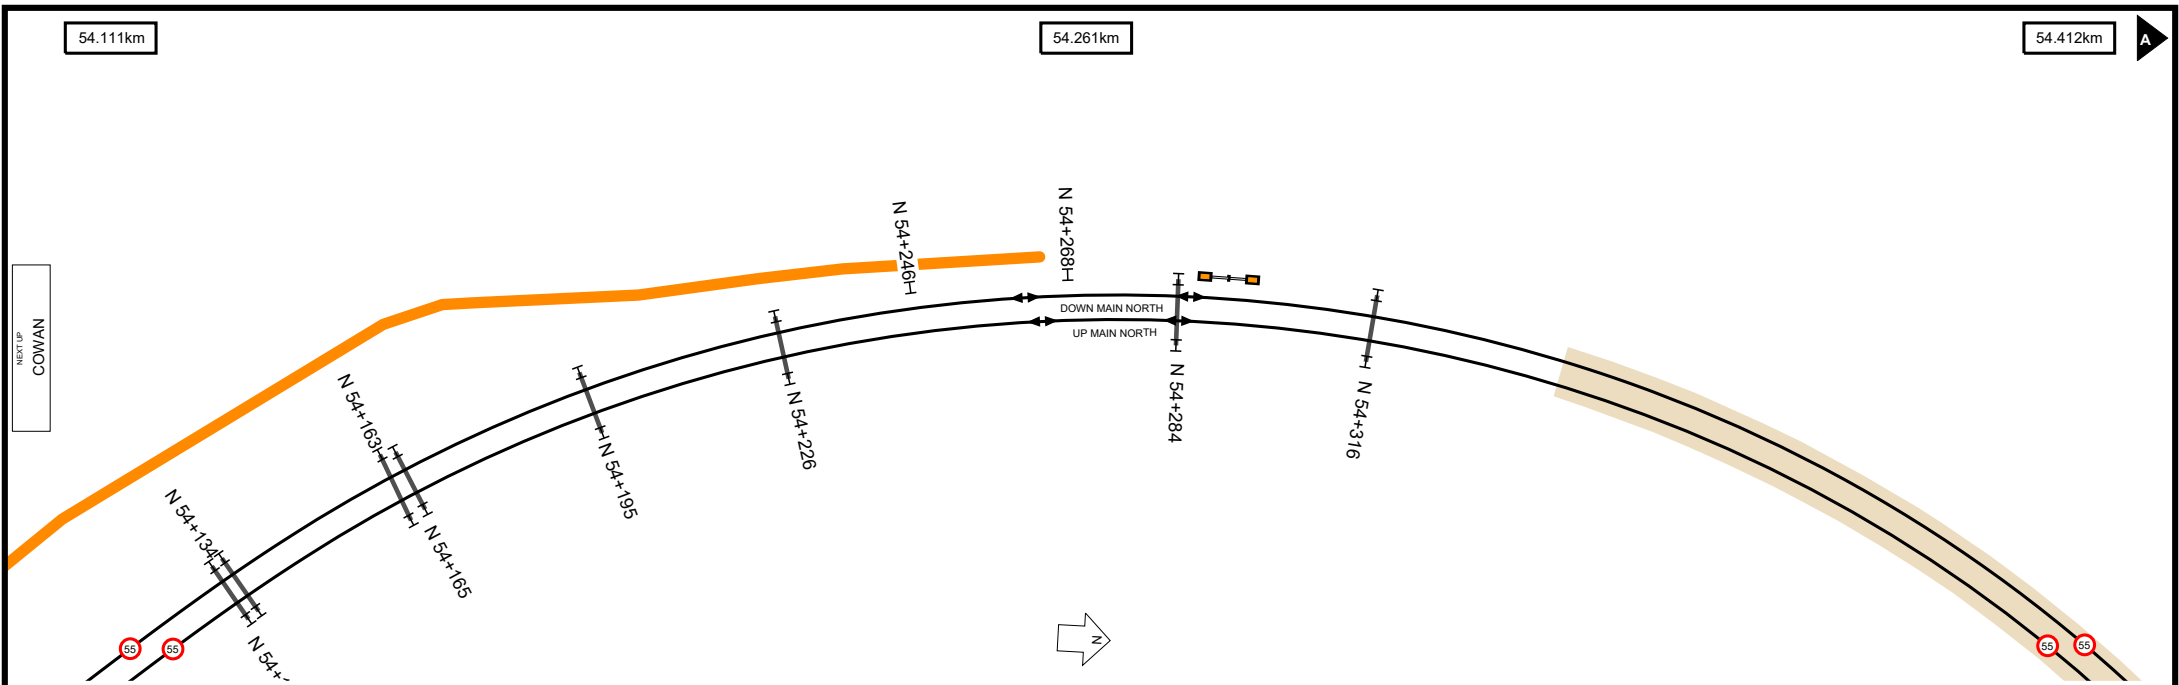 54.111km
54.261km
54.412km
A
N 54+246H
N 54+268H
DOWN MAIN NORTH
UP MAIN NORTH
NEXT UP
COWAN
N 54+163
N 54+226
N 54+284
N 54+316
N 54+195
N 54+134
N 54+165
55
55
N
55
55